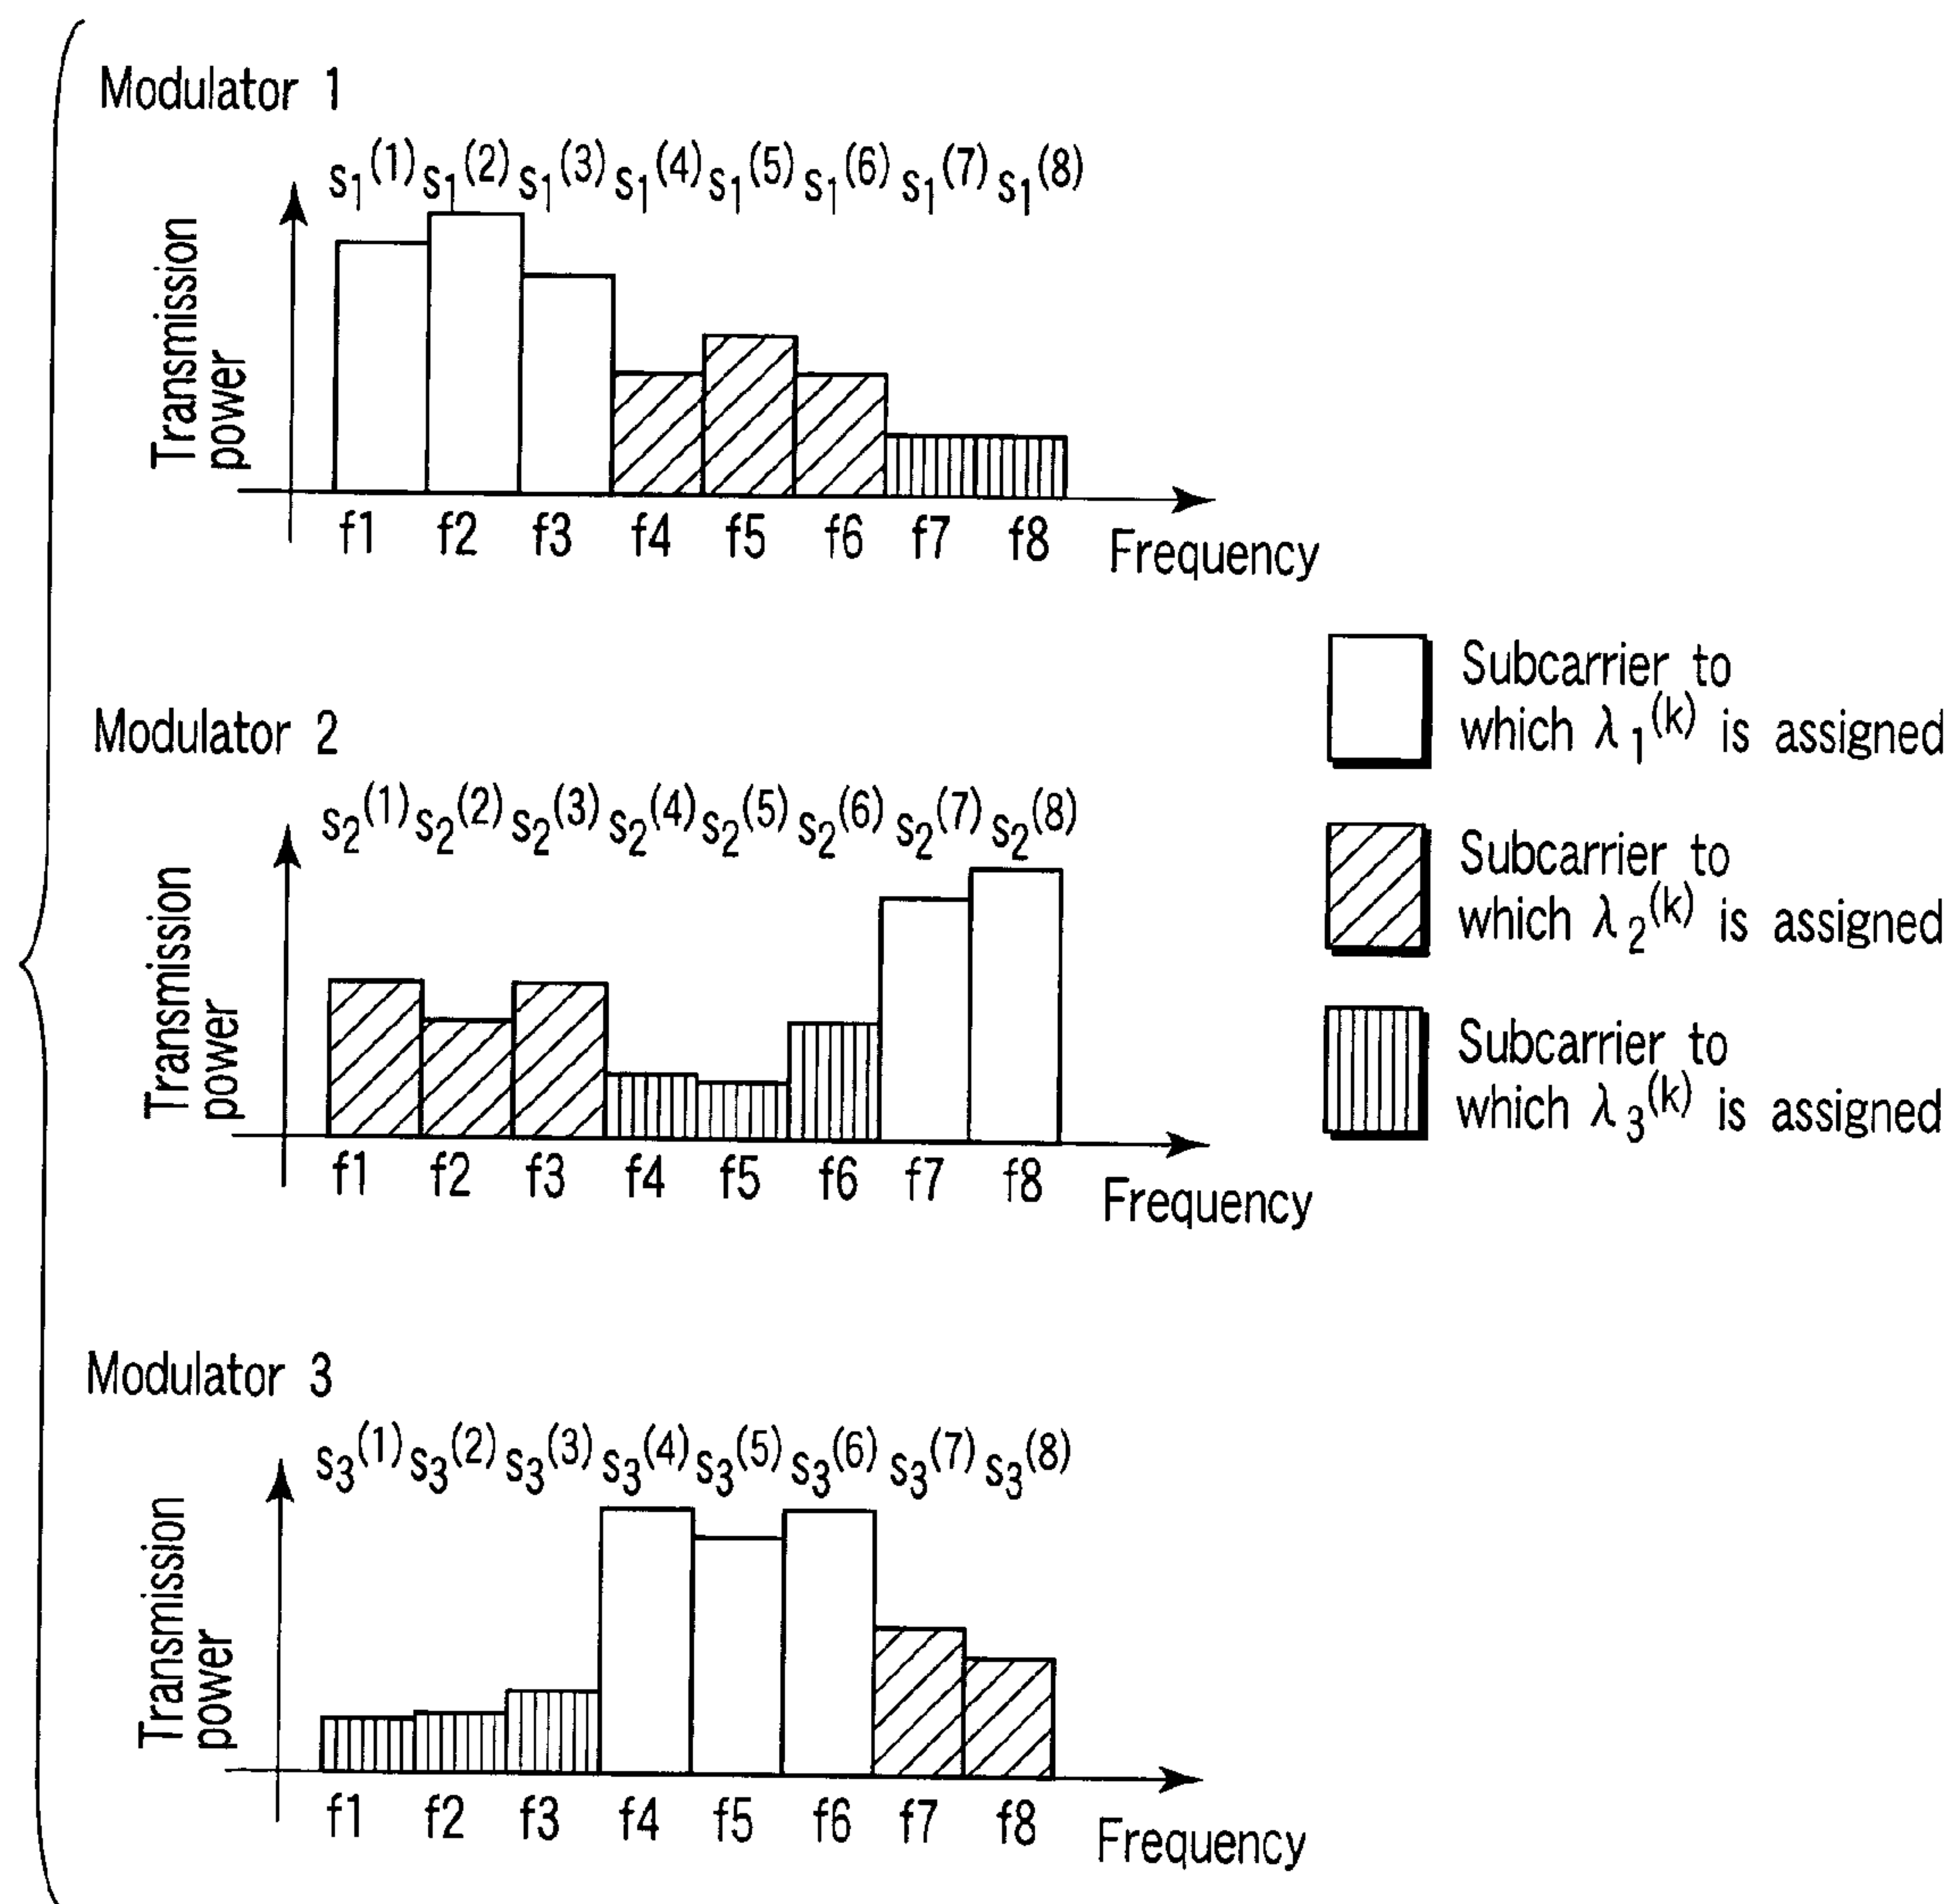 Modulator 1
s₁⁽¹⁾ s₁⁽²⁾ s₁⁽³⁾ s₁⁽⁴⁾ s₁⁽⁵⁾ s₁⁽⁶⁾ s₁⁽⁷⁾ s₁⁽⁸⁾
Transmission
power
f1 f2 f3 f4 f5 f6 f7 f8
Frequency
Modulator 2
s₂⁽¹⁾ s₂⁽²⁾ s₂⁽³⁾ s₂⁽⁴⁾ s₂⁽⁵⁾ s₂⁽⁶⁾ s₂⁽⁷⁾ s₂⁽⁸⁾
Transmission
power
f1 f2 f3 f4 f5 f6 f7 f8
Frequency
Modulator 3
s₃⁽¹⁾ s₃⁽²⁾ s₃⁽³⁾ s₃⁽⁴⁾ s₃⁽⁵⁾ s₃⁽⁶⁾ s₃⁽⁷⁾ s₃⁽⁸⁾
Transmission
power
f1 f2 f3 f4 f5 f6 f7 f8
Frequency
Subcarrier to
which λ₁⁽ᵏ⁾ is assigned
Subcarrier to
which λ₂⁽ᵏ⁾ is assigned
Subcarrier to
which λ₃⁽ᵏ⁾ is assigned